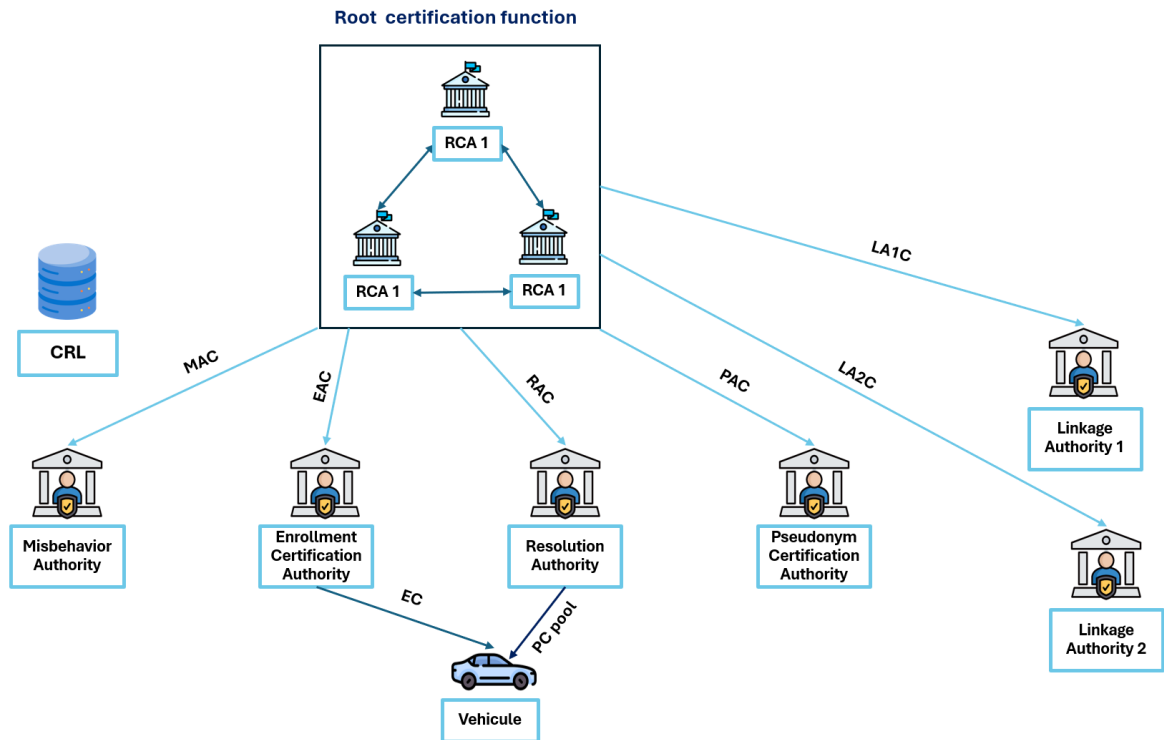 Root certification function
RCA 1
RCA 1
RCA 1
LA1C
CRL
MAC
EAC
RAC
PAC
LA2C
Linkage
Authority 1
Misbehavior
Authority
Enrollment
Certification
Authority
Resolution
Authority
Pseudonym
Certification
Authority
EC
PC pool
Linkage
Authority 2
Vehicule